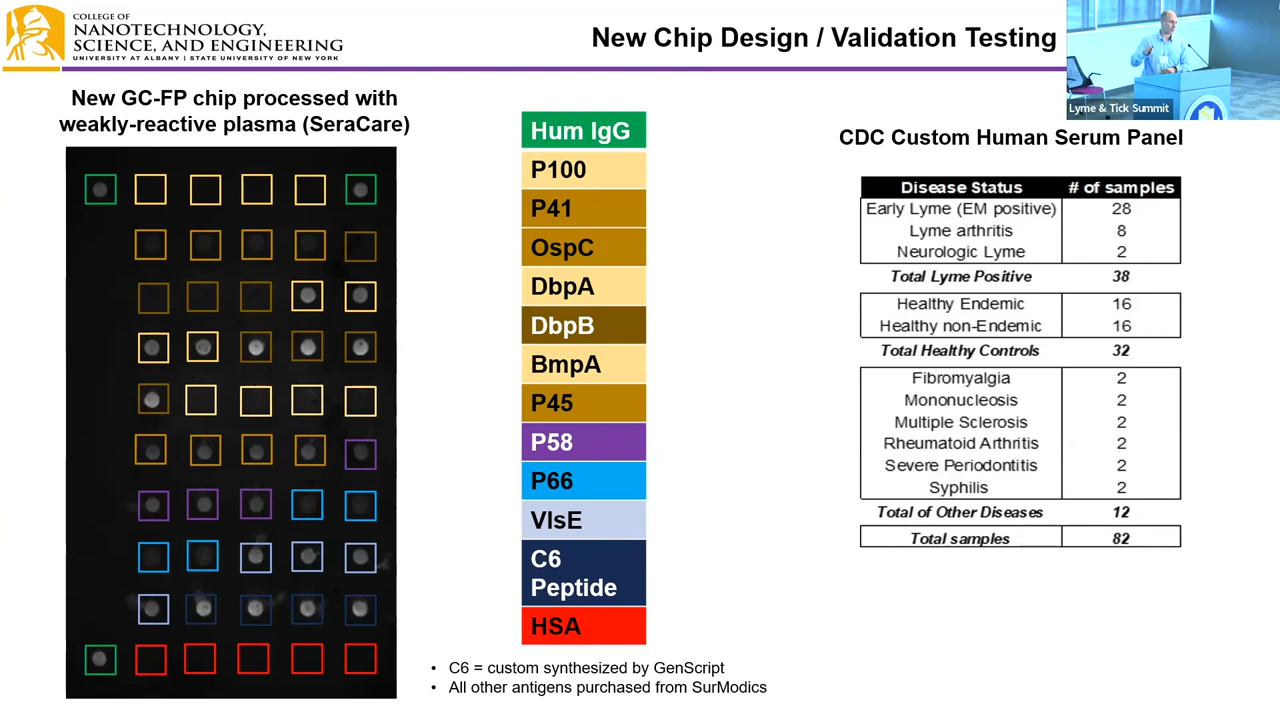 COLLEGE OF
NANOTECHNOLOGY,
SCIENCE, AND ENGINEERING
UNIVERSITY AT ALBANY | STATE UNIVERSITY OF NEW YORK
New Chip Design / Validation Testing
Lyme & Tick Summit
New GC-FP chip processed with
weakly-reactive plasma (SeraCare)
Hum IgG
P100
P41
OspC
DbpA
DbpB
BmpA
P45
P58
P66
VlsE
C6
Peptide
HSA
• C6 = custom synthesized by GenScript
• All other antigens purchased from SurModics
CDC Custom Human Serum Panel
Disease Status # of samples
Early Lyme (EM positive) 28
Lyme arthritis 8
Neurologic Lyme 2
Total Lyme Positive 38
Healthy Endemic 16
Healthy non-Endemic 16
Total Healthy Controls 32
Fibromyalgia 2
Mononucleosis 2
Multiple Sclerosis 2
Rheumatoid Arthritis 2
Severe Periodontitis 2
Syphilis 2
Total of Other Diseases 12
Total samples 82